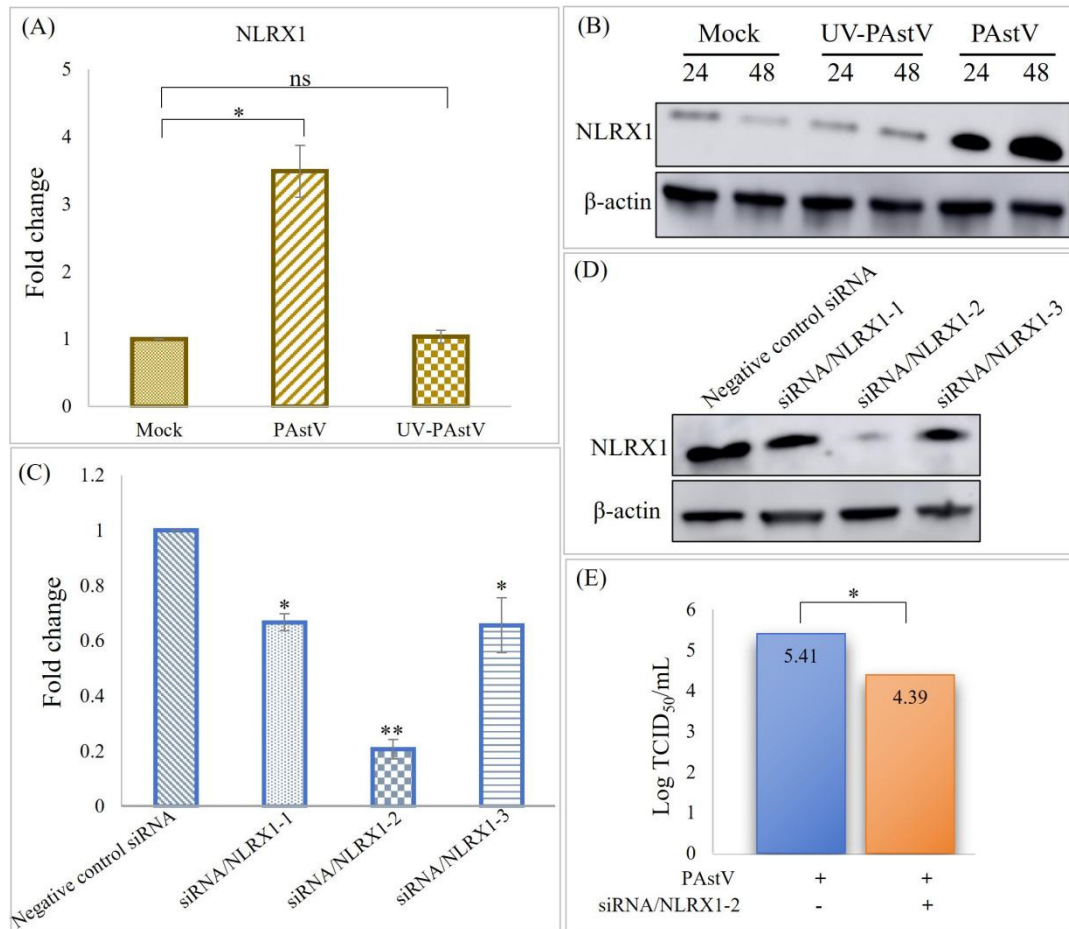 (A)
NLRX1
Fold change
5
4
3
2
1
0
ns
*
Mock PAstV UV-PAstV
(B)
Mock UV-PAstV PAstV
24 48 24 48 24 48
NLRX1
β-actin
(C)
Fold change
1.2
1
0.8
0.6
0.4
0.2
0
*
**
*
Negative control siRNA
siRNA/NLRX1-1
siRNA/NLRX1-2
siRNA/NLRX1-3
(D)
Negative control siRNA
siRNA/NLRX1-1
siRNA/NLRX1-2
siRNA/NLRX1-3
NLRX1
β-actin
(E)
Log TCID₅₀/mL
6
5
4
3
2
1
0
*
5.41
4.39
PAstV + +
siRNA/NLRX1-2 - +